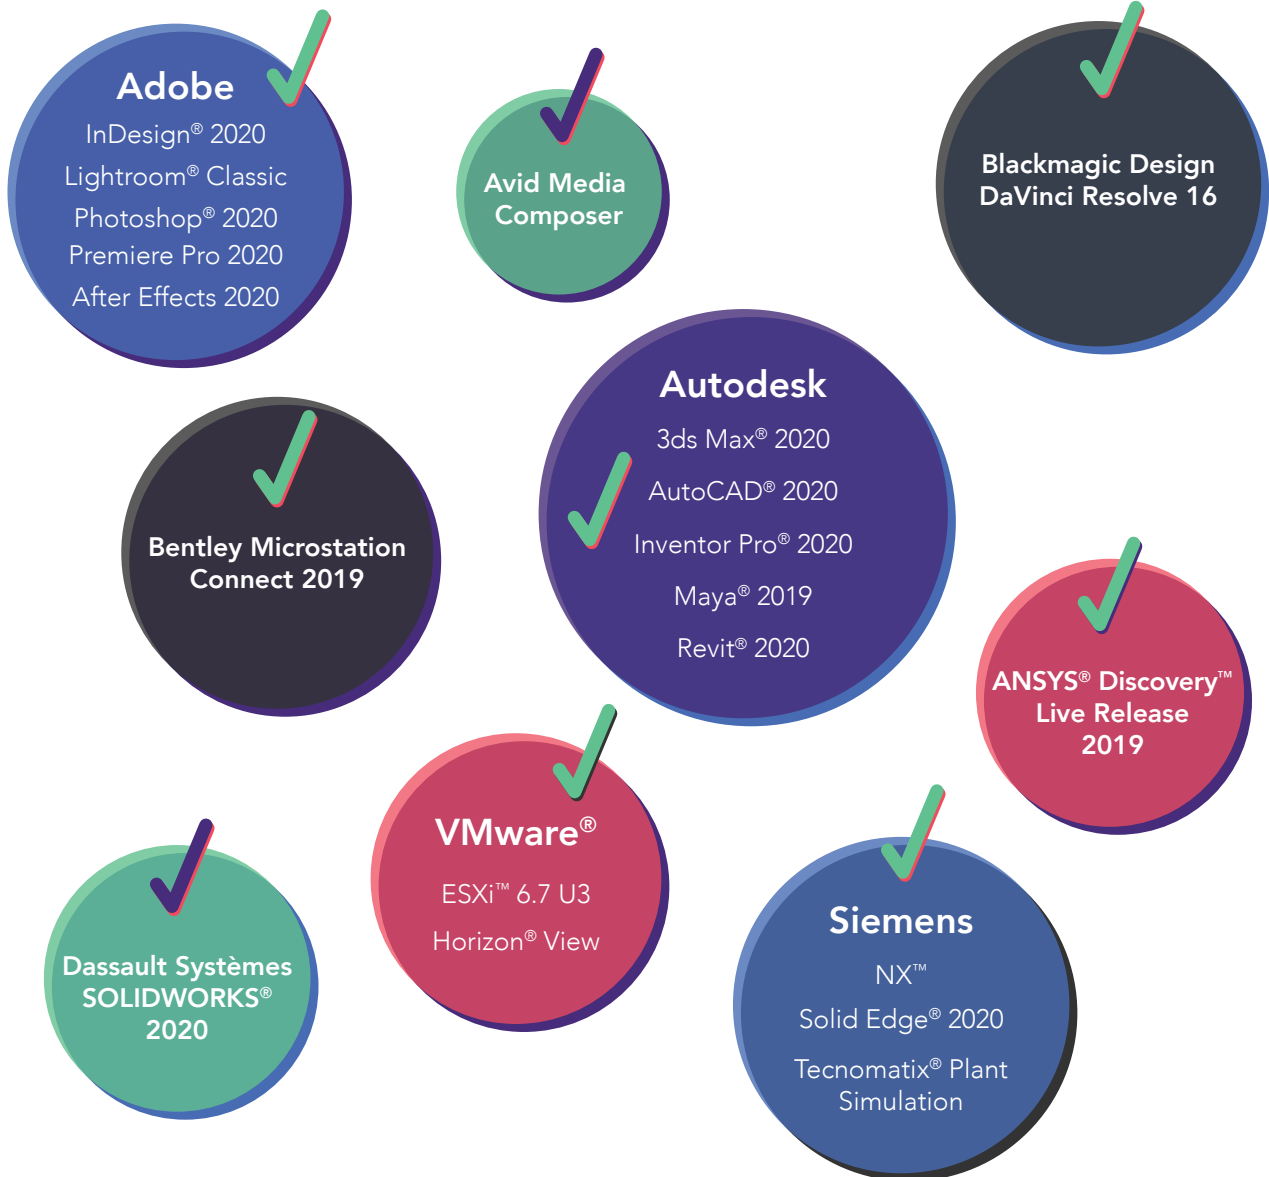 Adobe
InDesign® 2020
Lightroom® Classic
Photoshop® 2020
Premiere Pro 2020
After Effects 2020
Avid Media
Composer
Blackmagic Design
DaVinci Resolve 16
Bentley Microstation
Connect 2019
Autodesk
3ds Max® 2020
AutoCAD® 2020
Inventor Pro® 2020
Maya® 2019
Revit® 2020
ANSYS® Discovery™
Live Release
2019
Dassault Systèmes
SOLIDWORKS®
2020
VMware®
ESXi™ 6.7 U3
Horizon® View
Siemens
NX™
Solid Edge® 2020
Tecnomatix® Plant
Simulation